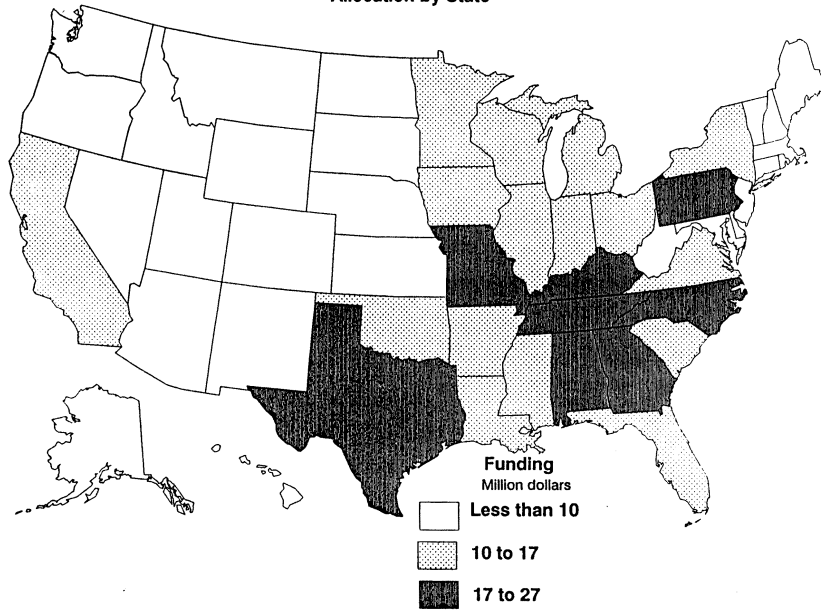 Allocation by State
Funding
Million dollars
Less than 10
10 to 17
17 to 27